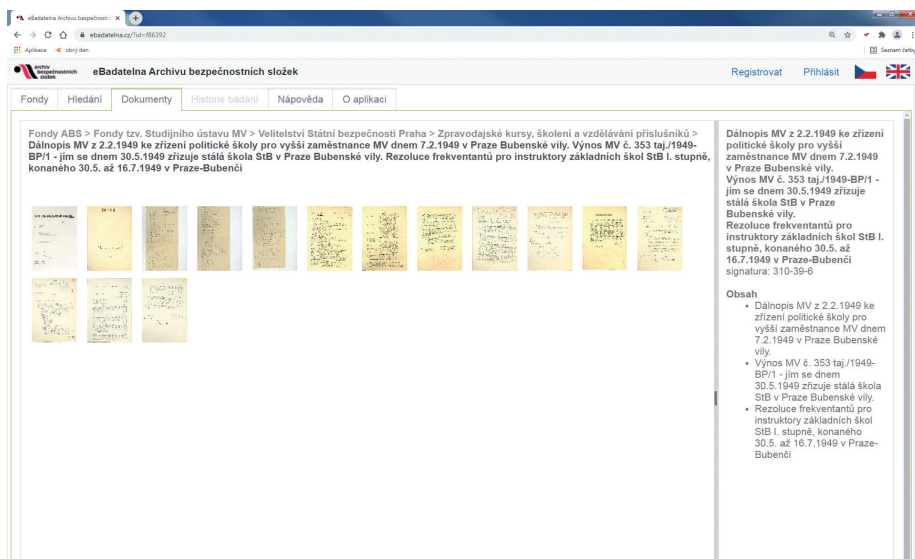 eBadatelna Archivu bezpečnostn
ebadatelna.cz/?id=f86392
Aplikace obrý den Seznam četby
archiv
bezpečnostních
složek
eBadatelna Archivu bezpečnostních složek
Registrovat Přihlásit
Fondy Hledání Dokumenty Historie bádání Nápověda O aplikaci
Fondy ABS > Fondy tzv. Studijního ústavu MV > Velitelství Státní bezpečnosti Praha > Zpravodajské kursy, školení a vzdělávání příslušníků >
Dálnopis MV z 2.2.1949 ke zřízení politické školy pro vyšší zaměstnance MV dnem 7.2.1949 v Praze Bubenské vily. Výnos MV č. 353 taj./1949-
BP/1 - jím se dnem 30.5.1949 zřizuje stálá škola StB v Praze Bubenské vily. Rezoluce frekventantů pro instruktory základních škol StB I. stupně,
konaného 30.5. až 16.7.1949 v Praze-Bubenči
Dálnopis MV z 2.2.1949 ke zřízení
politické školy pro vyšší
zaměstnance MV dnem 7.2.1949
v Praze Bubenské vily.
Výnos MV č. 353 taj./1949-BP/1 -
jím se dnem 30.5.1949 zřizuje
stálá škola StB v Praze
Bubenské vily.
Rezoluce frekventantů pro
instruktory základních škol StB I.
stupně, konaného 30.5. až
16.7.1949 v Praze-Bubenči
signatura: 310-39-6
Obsah
Dálnopis MV z 2.2.1949 ke
zřízení politické školy pro
vyšší zaměstnance MV dnem
7.2.1949 v Praze Bubenské
vily.
Výnos MV č. 353 taj./1949-
BP/1 - jím se dnem
30.5.1949 zřizuje stálá škola
StB v Praze Bubenské vily.
Rezoluce frekventantů pro
instruktory základních škol
StB I. stupně, konaného
30.5. až 16.7.1949 v Praze-
Bubenči